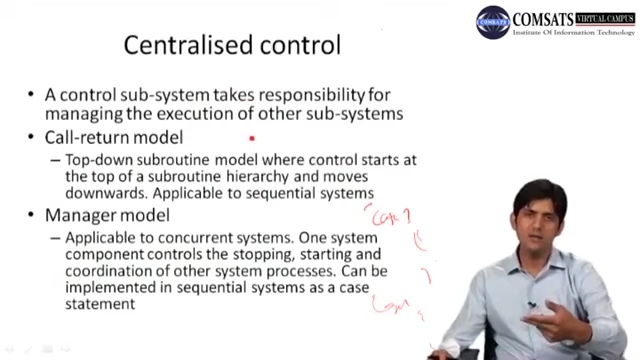 COMSATS VIRTUAL CAMPUS
COMSATS
Institute Of Information Technology
Centralised control
• A control sub-system takes responsibility for
managing the execution of other sub-systems
• Call-return model
– Top-down subroutine model where control starts at
the top of a subroutine hierarchy and moves
downwards. Applicable to sequential systems
• Manager model
– Applicable to concurrent systems. One system
component controls the stopping, starting and
coordination of other system processes. Can be
implemented in sequential systems as a case
statement